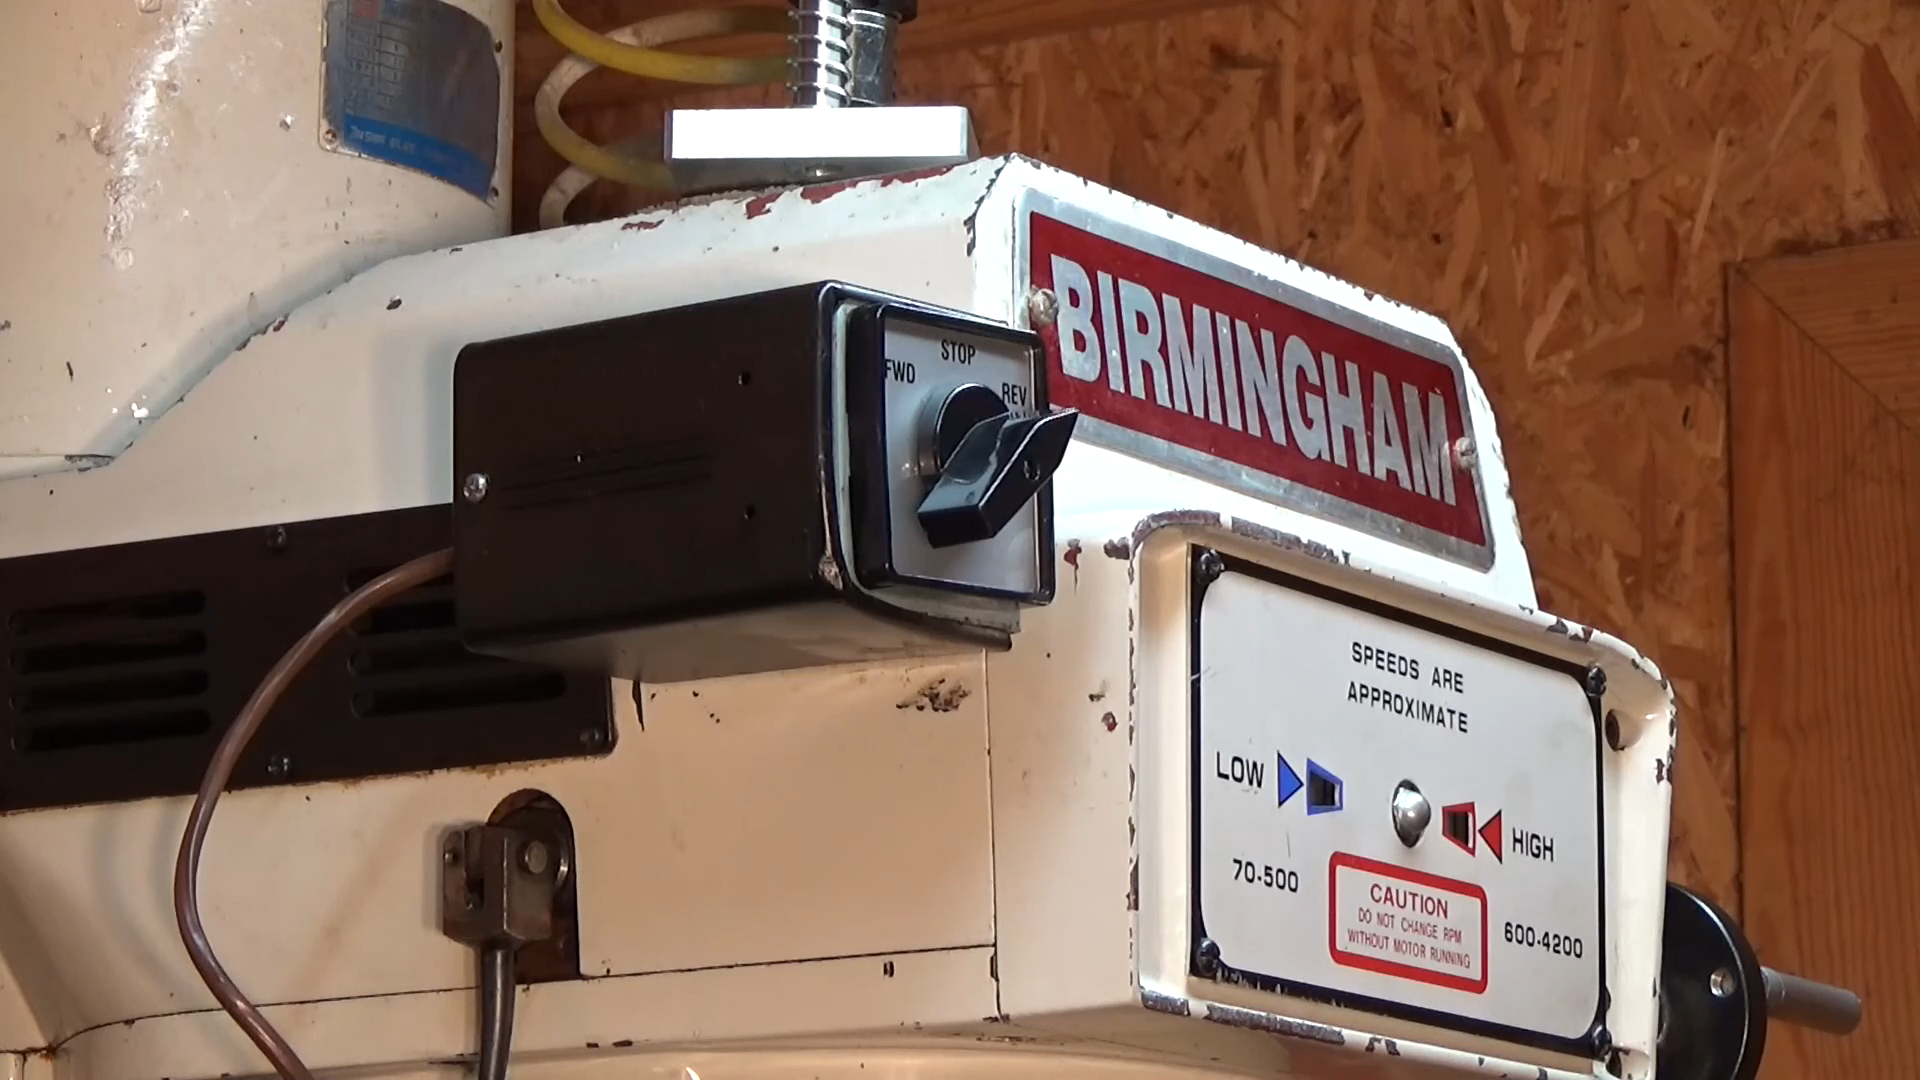 STOP
FWD
REV
BIRMINGHAM
SPEEDS ARE
APPROXIMATE
LOW
HIGH
70-500
600-4200
CAUTION
DO NOT CHANGE RPM
WITHOUT MOTOR RUNNING